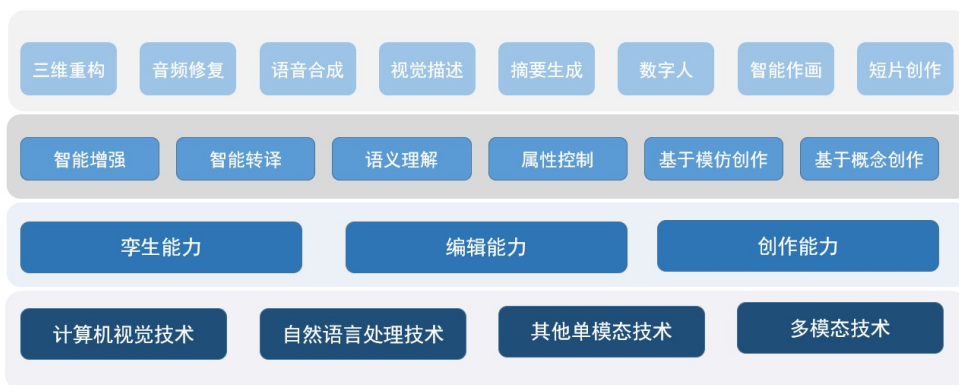 三维重构
音频修复
语音合成
视觉描述
摘要生成
数字人
智能作画
短片创作
智能增强
智能转译
语义理解
属性控制
基于模仿创作
基于概念创作
孪生能力
编辑能力
创作能力
计算机视觉技术
自然语言处理技术
其他单模态技术
多模态技术